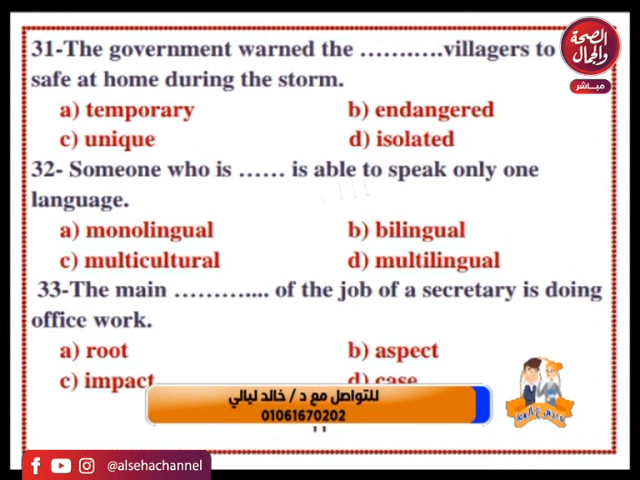 الصحة
والجمال
مباشر
31-The government warned the ……..….villagers to
safe at home during the storm.
a) temporary b) endangered
c) unique d) isolated
32- Someone who is …… is able to speak only one
language.
a) monolingual b) bilingual
c) multicultural d) multilingual
33-The main ………….... of the job of a secretary is doing
office work.
a) root b) aspect
c) impact d) case
للتواصل مع د / خالد ليالي
01061670202
@alsehachannel